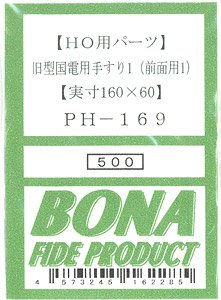 【HO用パーツ】
旧型国電用手すり1（前面用1）
【実寸160×60】
PH−169
500
BONA
FIDE PRODUCT
4 573245 162285